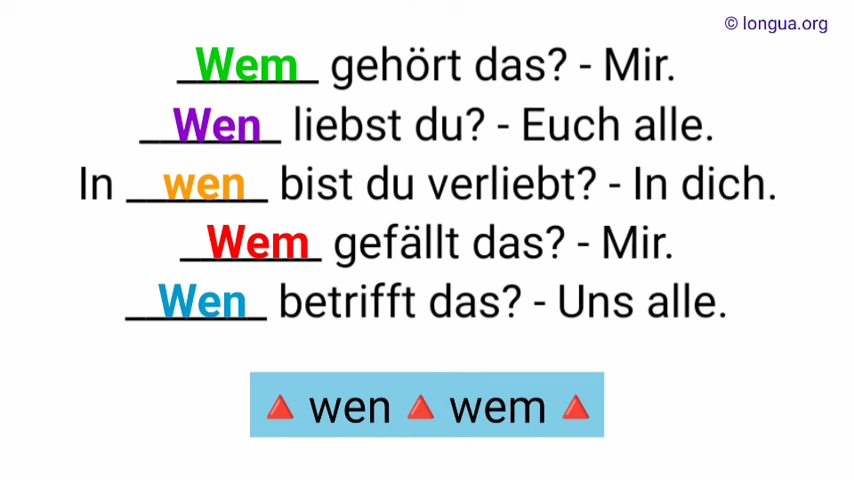 © longua.org
Wem gehört das? - Mir.
Wen liebst du? - Euch alle.
In wen bist du verliebt? - In dich.
Wem gefällt das? - Mir.
Wen betrifft das? - Uns alle.
🔺 wen 🔺 wem 🔺